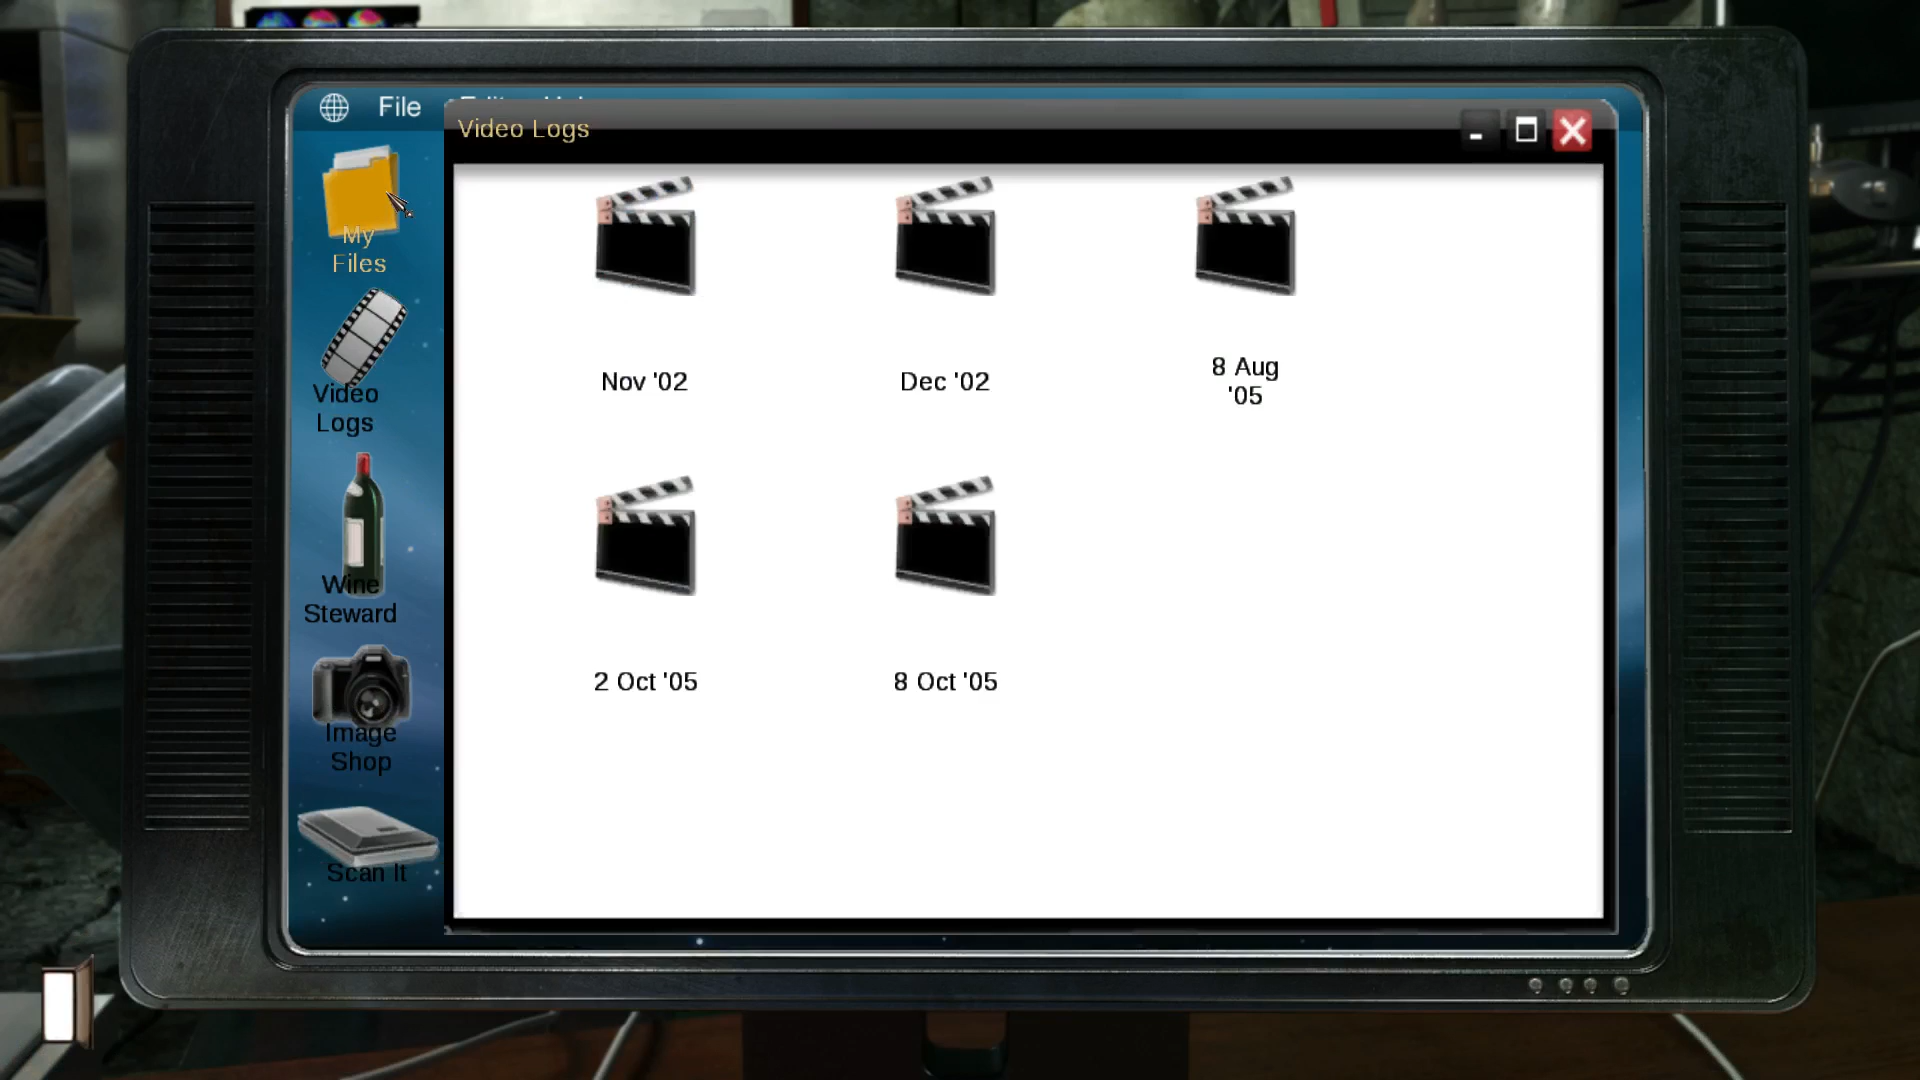 File
Video Logs
My
Files
Video
Logs
Wine
Steward
Image
Shop
Scan It
Nov '02
Dec '02
8 Aug
'05
2 Oct '05
8 Oct '05